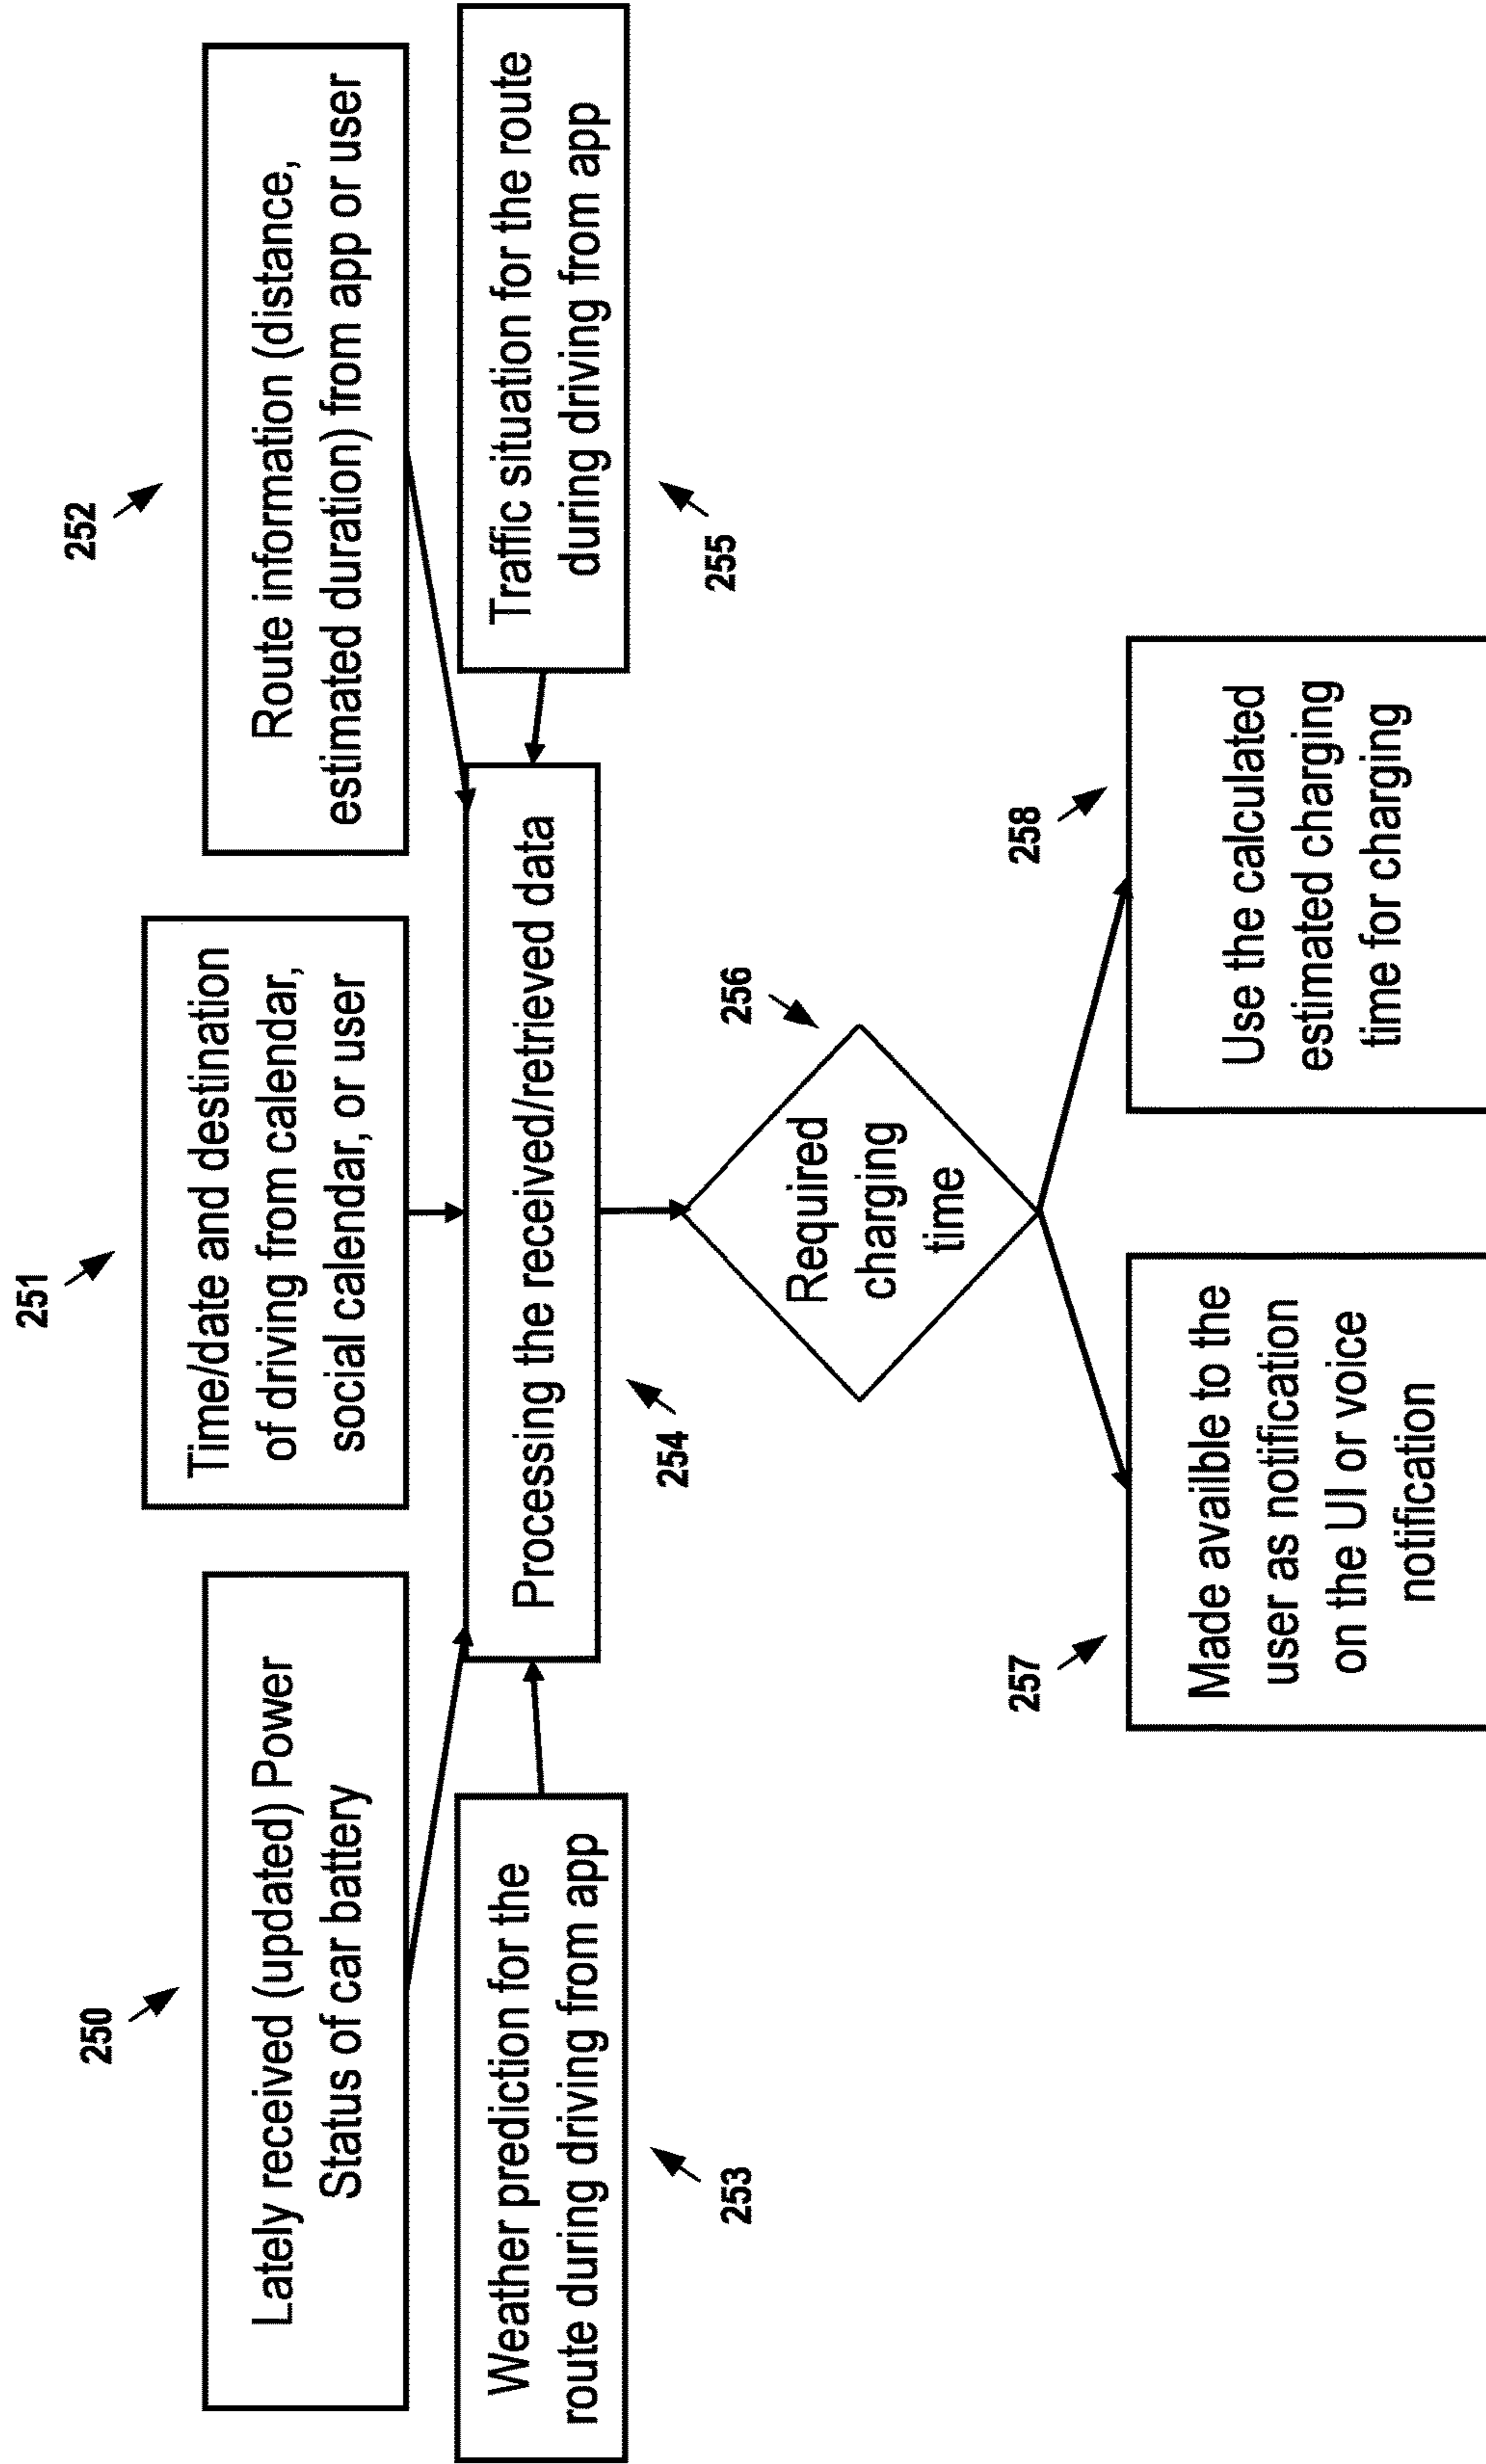 250
Lately received (updated) Power
Status of car battery
251
Time/date and destination
of driving from calendar,
social calendar, or user
252
Route information (distance,
estimated duration) from app or user
253
Weather prediction for the
route during driving from app
254
Processing the received/retrieved data
255
Traffic situation for the route
during driving from app
256
Required
charging
time
257
Made availble to the
user as notification
on the UI or voice
notification
258
Use the calculated
estimated charging
time for charging